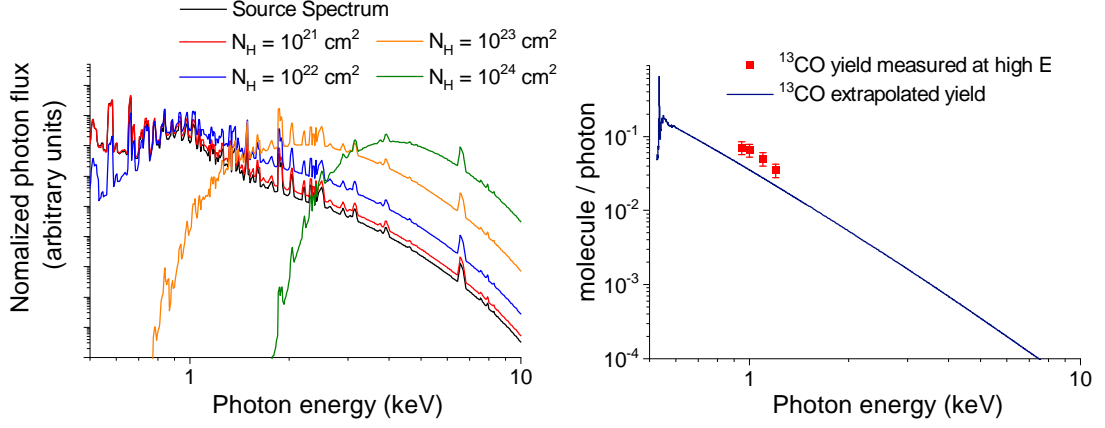 Source Spectrum
N_H = 10^21 cm^2
N_H = 10^23 cm^2
N_H = 10^22 cm^2
N_H = 10^24 cm^2
Normalized photon flux
(arbitrary units)
1
10
Photon energy (keV)
^13CO yield measured at high E
^13CO extrapolated yield
molecule / photon
10^-1
10^-2
10^-3
10^-4
1
10
Photon energy (keV)